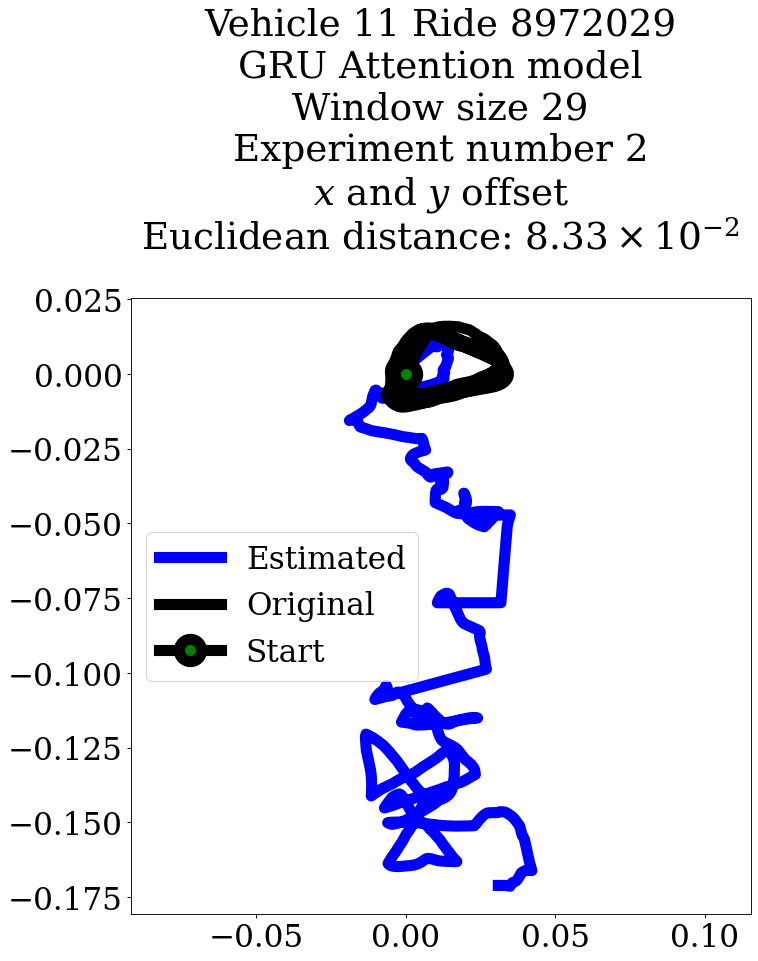 Vehicle 11 Ride 8972029
GRU Attention model
Window size 29
Experiment number 2
x and y offset
Euclidean distance: 8.33 × 10⁻²
0.025
0.000
−0.025
−0.050
−0.075
−0.100
−0.125
−0.150
−0.175
Estimated
Original
Start
−0.05
0.00
0.05
0.10